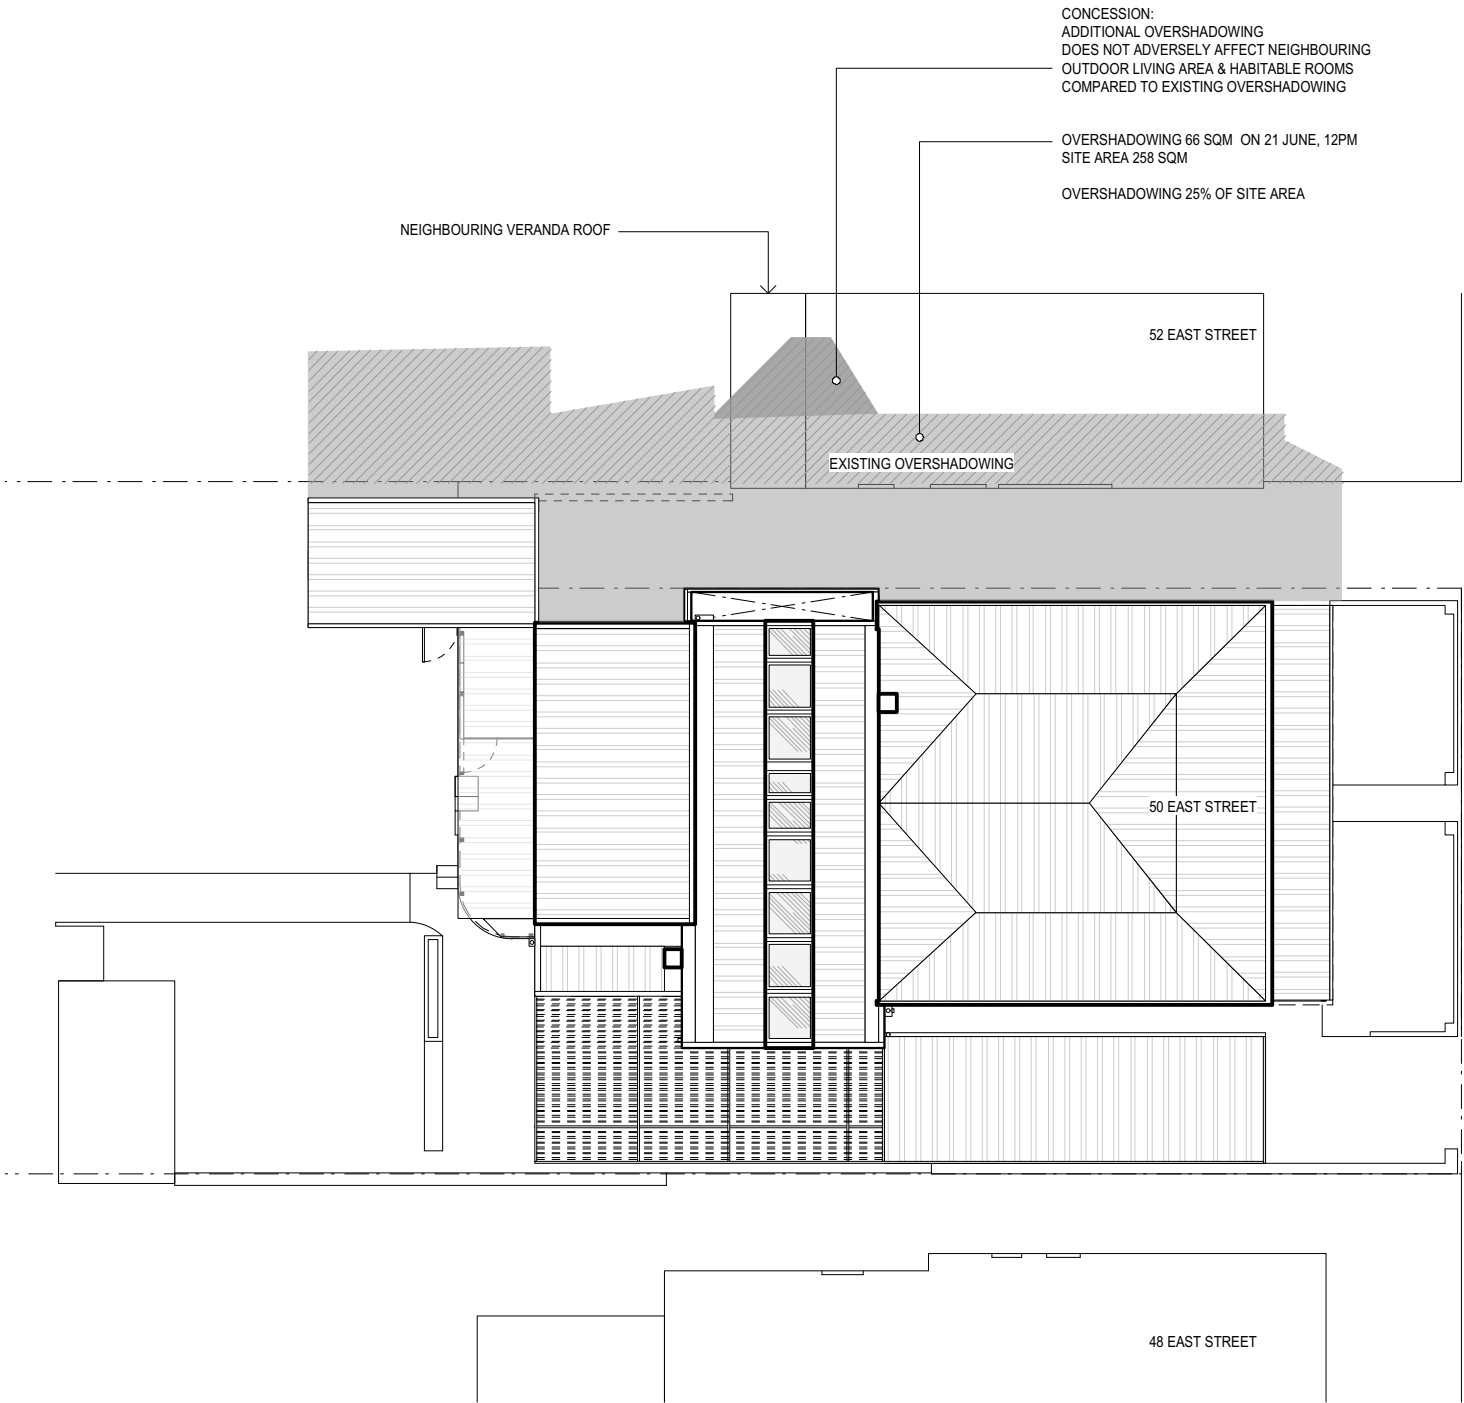 CONCESSION:
ADDITIONAL OVERSHADOWING
DOES NOT ADVERSELY AFFECT NEIGHBOURING
OUTDOOR LIVING AREA & HABITABLE ROOMS
COMPARED TO EXISTING OVERSHADOWING
OVERSHADOWING 66 SQM ON 21 JUNE, 12PM
SITE AREA 258 SQM
OVERSHADOWING 25% OF SITE AREA
NEIGHBOURING VERANDA ROOF
52 EAST STREET
EXISTING OVERSHADOWING
50 EAST STREET
48 EAST STREET